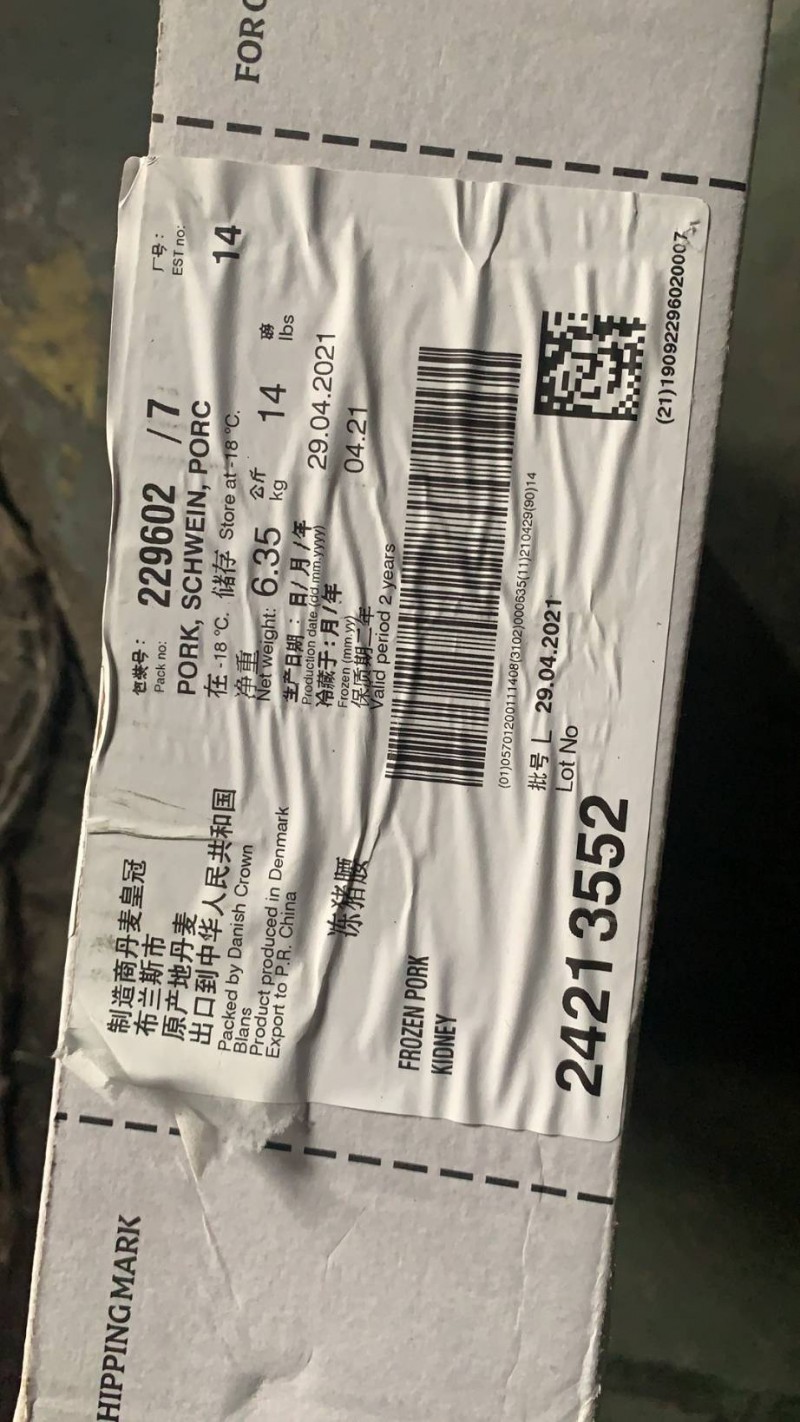 制造商丹麦皇冠
布兰斯市
原产地丹麦
出口到中华人民共和国
Packed by Danish Crown
Blans
Product produced in Denmark
Export to P.R. China
冻猪腰
FROZEN PORK
KIDNEY
24213552
包装号：
Pack no: 229602 /7
厂号：
EST no:
14
PORK, SCHWEIN, PORC
在 -18 °C. 储存 Store at -18 °C.
净重 公斤 磅
Net weight: 6.35 kg 14 lbs
生产日期：日/月/年
Production date (dd.mm.yyyy) 29.04.2021
冷藏于：月/年
Frozen (mm.yy) 04.21
保质期二年
Valid period 2 years
(01)05701200111408(3102)000635(11)210429(90)14
批号 L 29.04.2021
Lot No
(21)19092296020007
HIPPINGMARK
FOR